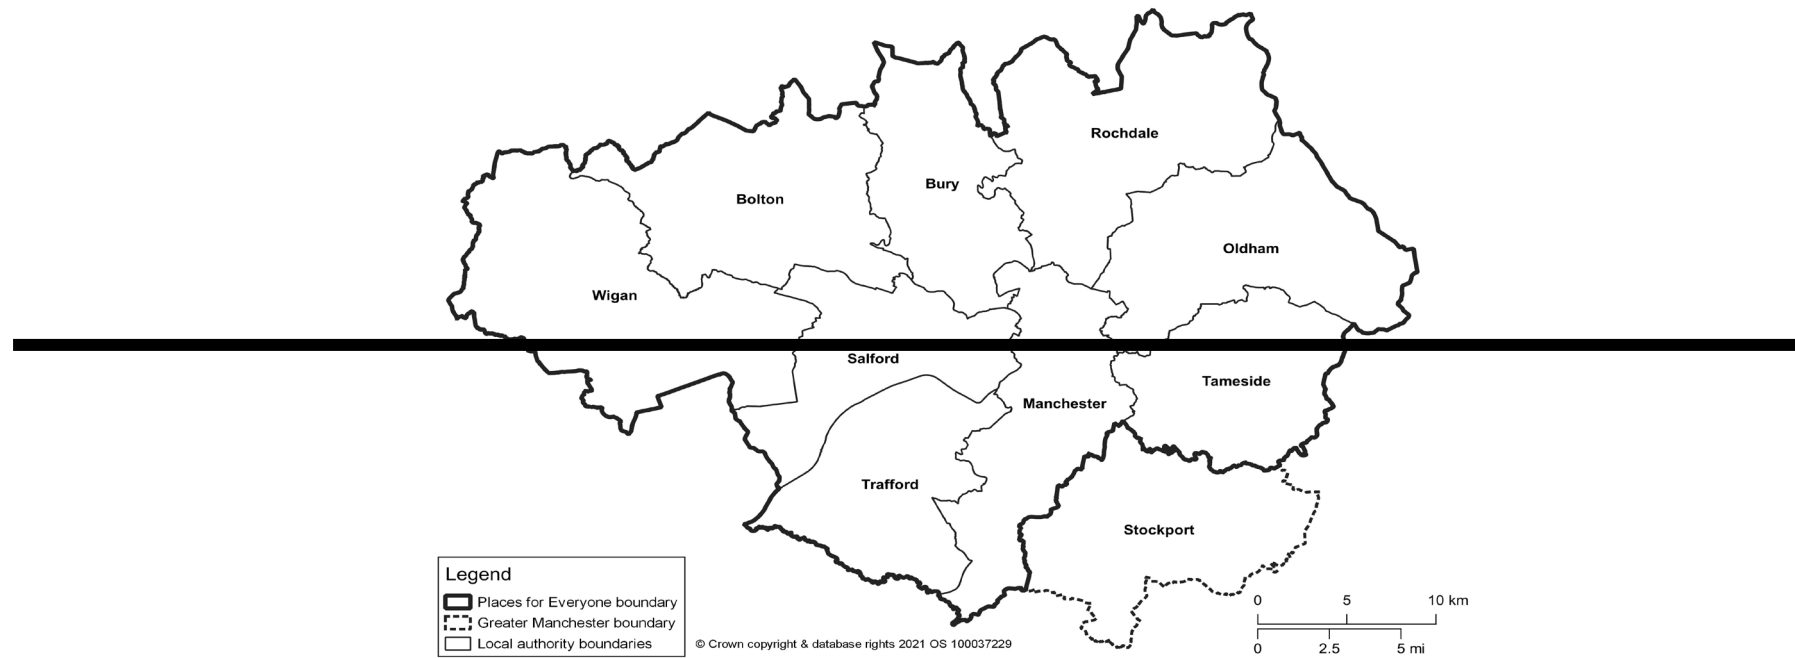 Rochdale
Bury
Bolton
Oldham
Wigan
Salford
Tameside
Manchester
Trafford
Stockport
Legend
Places for Everyone boundary
Greater Manchester boundary
Local authority boundaries
© Crown copyright & database rights 2021 OS 100037229
0 5 10 km
0 2.5 5 mi